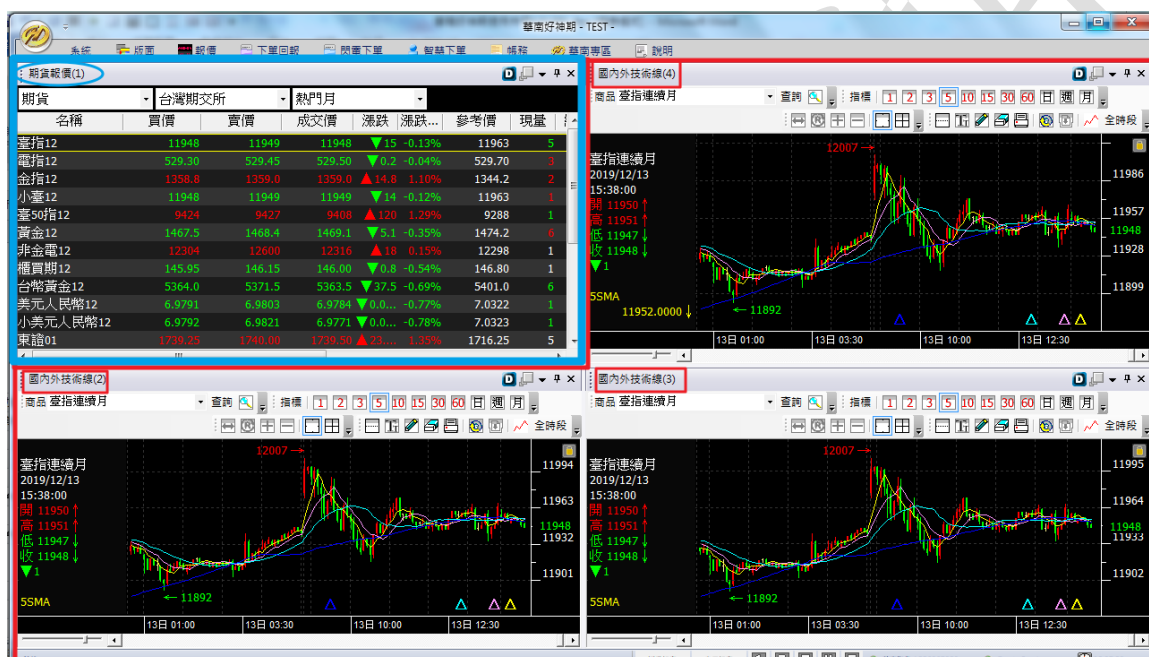 華南好神期 - TEST -
系統 版面 報價 下單回報 閃電下單 智慧下單 帳務 華南專區 說明
期貨報價(1)
期貨 台灣期交所 熱門月
名稱 買價 賣價 成交價 漲跌 漲跌... 參考價 現量
臺指12 11948 11949 11948 ▼15 -0.13% 11963 5
電指12 529.30 529.45 529.50 ▼0.2 -0.04% 529.70 3
金指12 1358.8 1359.0 1359.0 ▲14.8 1.10% 1344.2 2
小臺12 11948 11949 11949 ▼14 -0.12% 11963 1
臺50指12 9424 9427 9408 ▲120 1.29% 9288 1
黃金12 1467.5 1468.4 1469.1 ▼5.1 -0.35% 1474.2 6
非金電12 12304 12600 12316 ▲18 0.15% 12298 1
櫃買期12 145.95 146.15 146.00 ▼0.8 -0.54% 146.80 1
台幣黃金12 5364.0 5371.5 5363.5 ▼37.5 -0.69% 5401.0 6
美元人民幣12 6.9791 6.9803 6.9784 ▼0.0... -0.77% 7.0322 1
小美元人民幣12 6.9792 6.9821 6.9771 ▼0.0... -0.78% 7.0323 1
東證01 1739.25 1740.00 1739.50 ▲23.... 1.35% 1716.25 5
國內外技術線(4)
商品 臺指連續月 查詢 指標 1 2 3 5 10 15 30 60 日 週 月
全時段
臺指連續月
2019/12/13
15:38:00
開 11950 ↑
高 11951 ↑
低 11947 ↓
收 11948 ↓
▼1
5SMA
11952.0000 ↓
12007 →
← 11892
11986
11957
11948
11928
11899
13日 01:00 13日 03:30 13日 10:00 13日 12:30
國內外技術線(2)
商品 臺指連續月 查詢 指標 1 2 3 5 10 15 30 60 日 週 月
全時段
臺指連續月
2019/12/13
15:38:00
開 11950 ↑
高 11951 ↑
低 11947 ↓
收 11948 ↓
▼1
5SMA
12007 →
← 11892
11994
11963
11948
11932
11901
13日 01:00 13日 03:30 13日 10:00 13日 12:30
國內外技術線(3)
商品 臺指連續月 查詢 指標 1 2 3 5 10 15 30 60 日 週 月
全時段
臺指連續月
2019/12/13
15:38:00
開 11950 ↑
高 11951 ↑
低 11947 ↓
收 11948 ↓
▼1
5SMA
12007 →
← 11892
11995
11964
11948
11933
11902
13日 01:00 13日 03:30 13日 10:00 13日 12:30